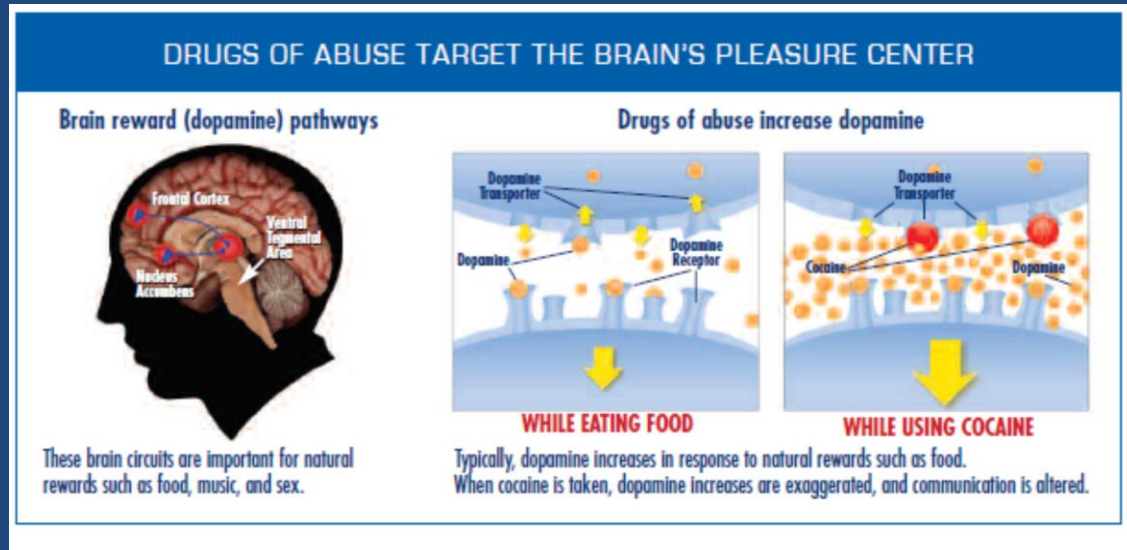 DRUGS OF ABUSE TARGET THE BRAIN'S PLEASURE CENTER
Brain reward (dopamine) pathways
Frontal Cortex
Ventral
Tegmental
Area
Nucleus
Accumbens
These brain circuits are important for natural
rewards such as food, music, and sex.
Drugs of abuse increase dopamine
Dopamine
Transporter
Dopamine
Dopamine
Receptor
WHILE EATING FOOD
Dopamine
Transporter
Cocaine
Dopamine
WHILE USING COCAINE
Typically, dopamine increases in response to natural rewards such as food.
When cocaine is taken, dopamine increases are exaggerated, and communication is altered.